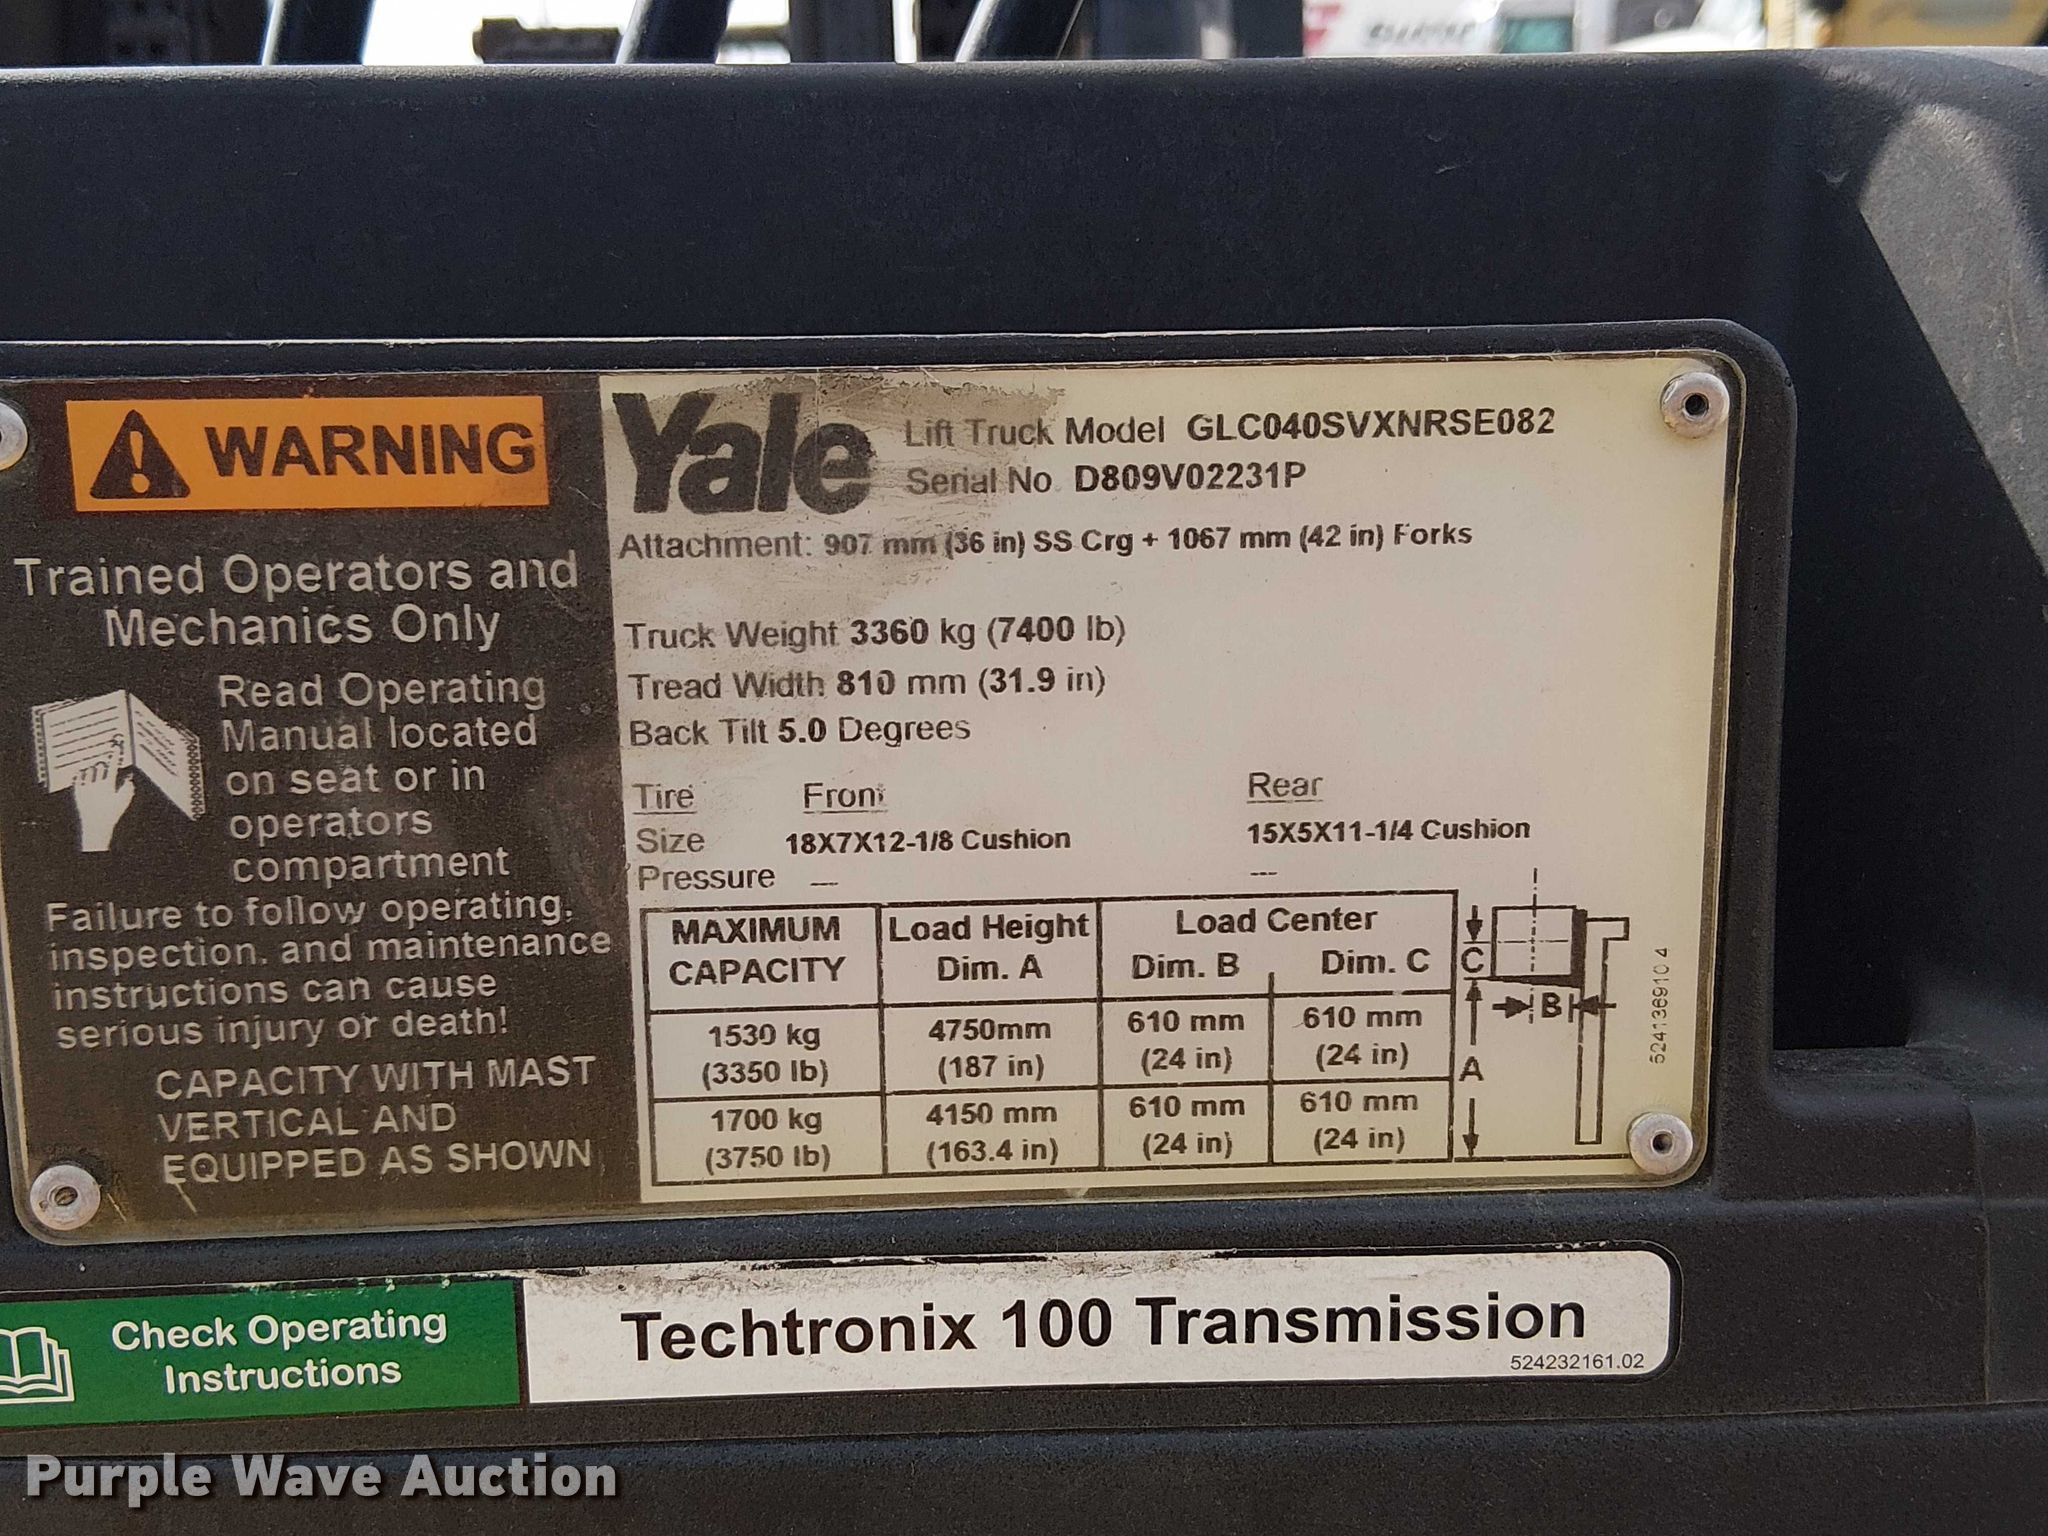 WARNING
Trained Operators and
Mechanics Only
Read Operating
Manual located
on seat or in
operators
compartment
Failure to follow operating,
inspection, and maintenance
instructions can cause
serious injury or death!
CAPACITY WITH MAST
VERTICAL AND
EQUIPPED AS SHOWN
Yale
Lift Truck Model GLC040SVXNRSE082
Serial No D809V02231P
Attachment: 907 mm (36 in) SS Crg + 1067 mm (42 in) Forks
Truck Weight 3360 kg (7400 lb)
Tread Width 810 mm (31.9 in)
Back Tilt 5.0 Degrees
Tire Front Rear
Size 18X7X12-1/8 Cushion 15X5X11-1/4 Cushion
Pressure --- ---
MAXIMUM CAPACITY Load Height Dim. A Load Center Dim. B Dim. C
1530 kg 4750mm 610 mm 610 mm
(3350 lb) (187 in) (24 in) (24 in)
1700 kg 4150 mm 610 mm 610 mm
(3750 lb) (163.4 in) (24 in) (24 in)
C
B
A
524136910 4
Check Operating
Instructions
Techtronix 100 Transmission
524232161.02
Purple Wave Auction